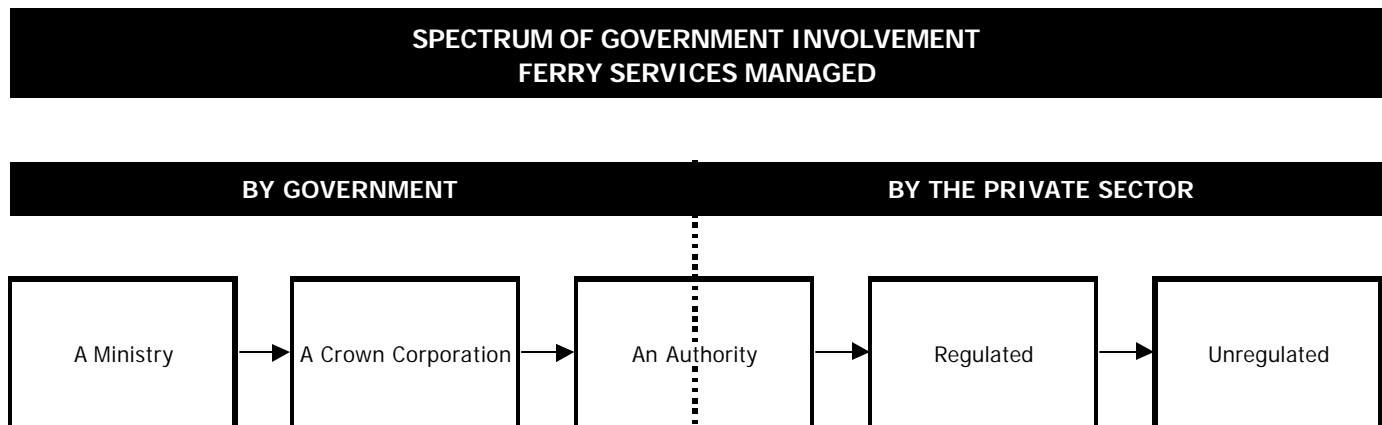 SPECTRUM OF GOVERNMENT INVOLVEMENT
FERRY SERVICES MANAGED
BY GOVERNMENT
BY THE PRIVATE SECTOR
A Ministry
A Crown Corporation
An Authority
Regulated
Unregulated